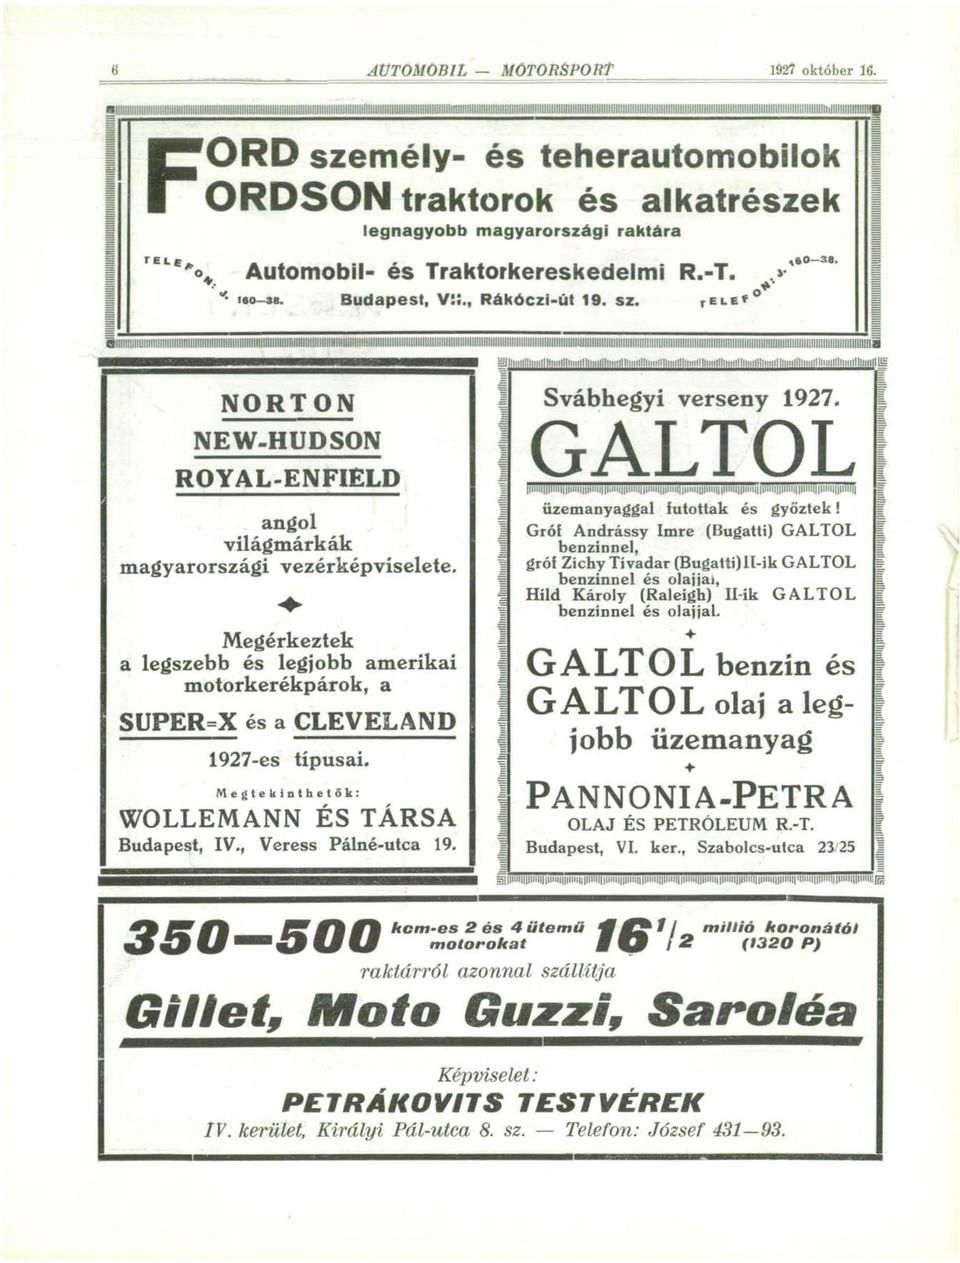 6 AUTOMOBIL — MOTORSPORT 1927 október 16.
FORD személy- és teherautomobilok
FORDSON traktorok és alkatrészek
legnagyobb magyarországi raktára
Automobil- és Traktorkereskedelmi R.-T.
TELEFON: J. 160—38. Budapest, VII., Rákóczi-út 19. sz. TELEFON: J. 160—38.
NORTON
NEW-HUDSON
ROYAL-ENFIELD
angol
világmárkák
magyarországi vezérképviselete.
Megérkeztek
a legszebb és legjobb amerikai
motorkerékpárok, a
SUPER=X és a CLEVELAND
1927-es típusai.
Megtekinthetők:
WOLLEMANN ÉS TÁRSA
Budapest, IV., Veress Pálné-utca 19.
Svábhegyi verseny 1927.
GALTOL
üzemanyaggal futottak és győztek!
Gróf Andrássy Imre (Bugatti) GALTOL
benzinnel,
gróf Zichy Tivadar (Bugatti) II-ik GALTOL
benzinnel és olajjal,
Hild Károly (Raleigh) II-ik GALTOL
benzinnel és olajjal.
GALTOL benzin és
GALTOL olaj a leg-
jobb üzemanyag
PANNONIA-PETRA
OLAJ ÉS PETRÓLEUM R.-T.
Budapest, VI. ker., Szabolcs-utca 23/25
350—500 kcm-es 2 és 4 ütemű motorokat 16 1/2 millió koronától (1320 P)
raktárról azonnal szállítja
Gillet, Moto Guzzi, Saroléa
Képviselet:
PETRÁKOVITS TESTVÉREK
IV. kerület, Királyi Pál-utca 8. sz. — Telefon: József 431—93.